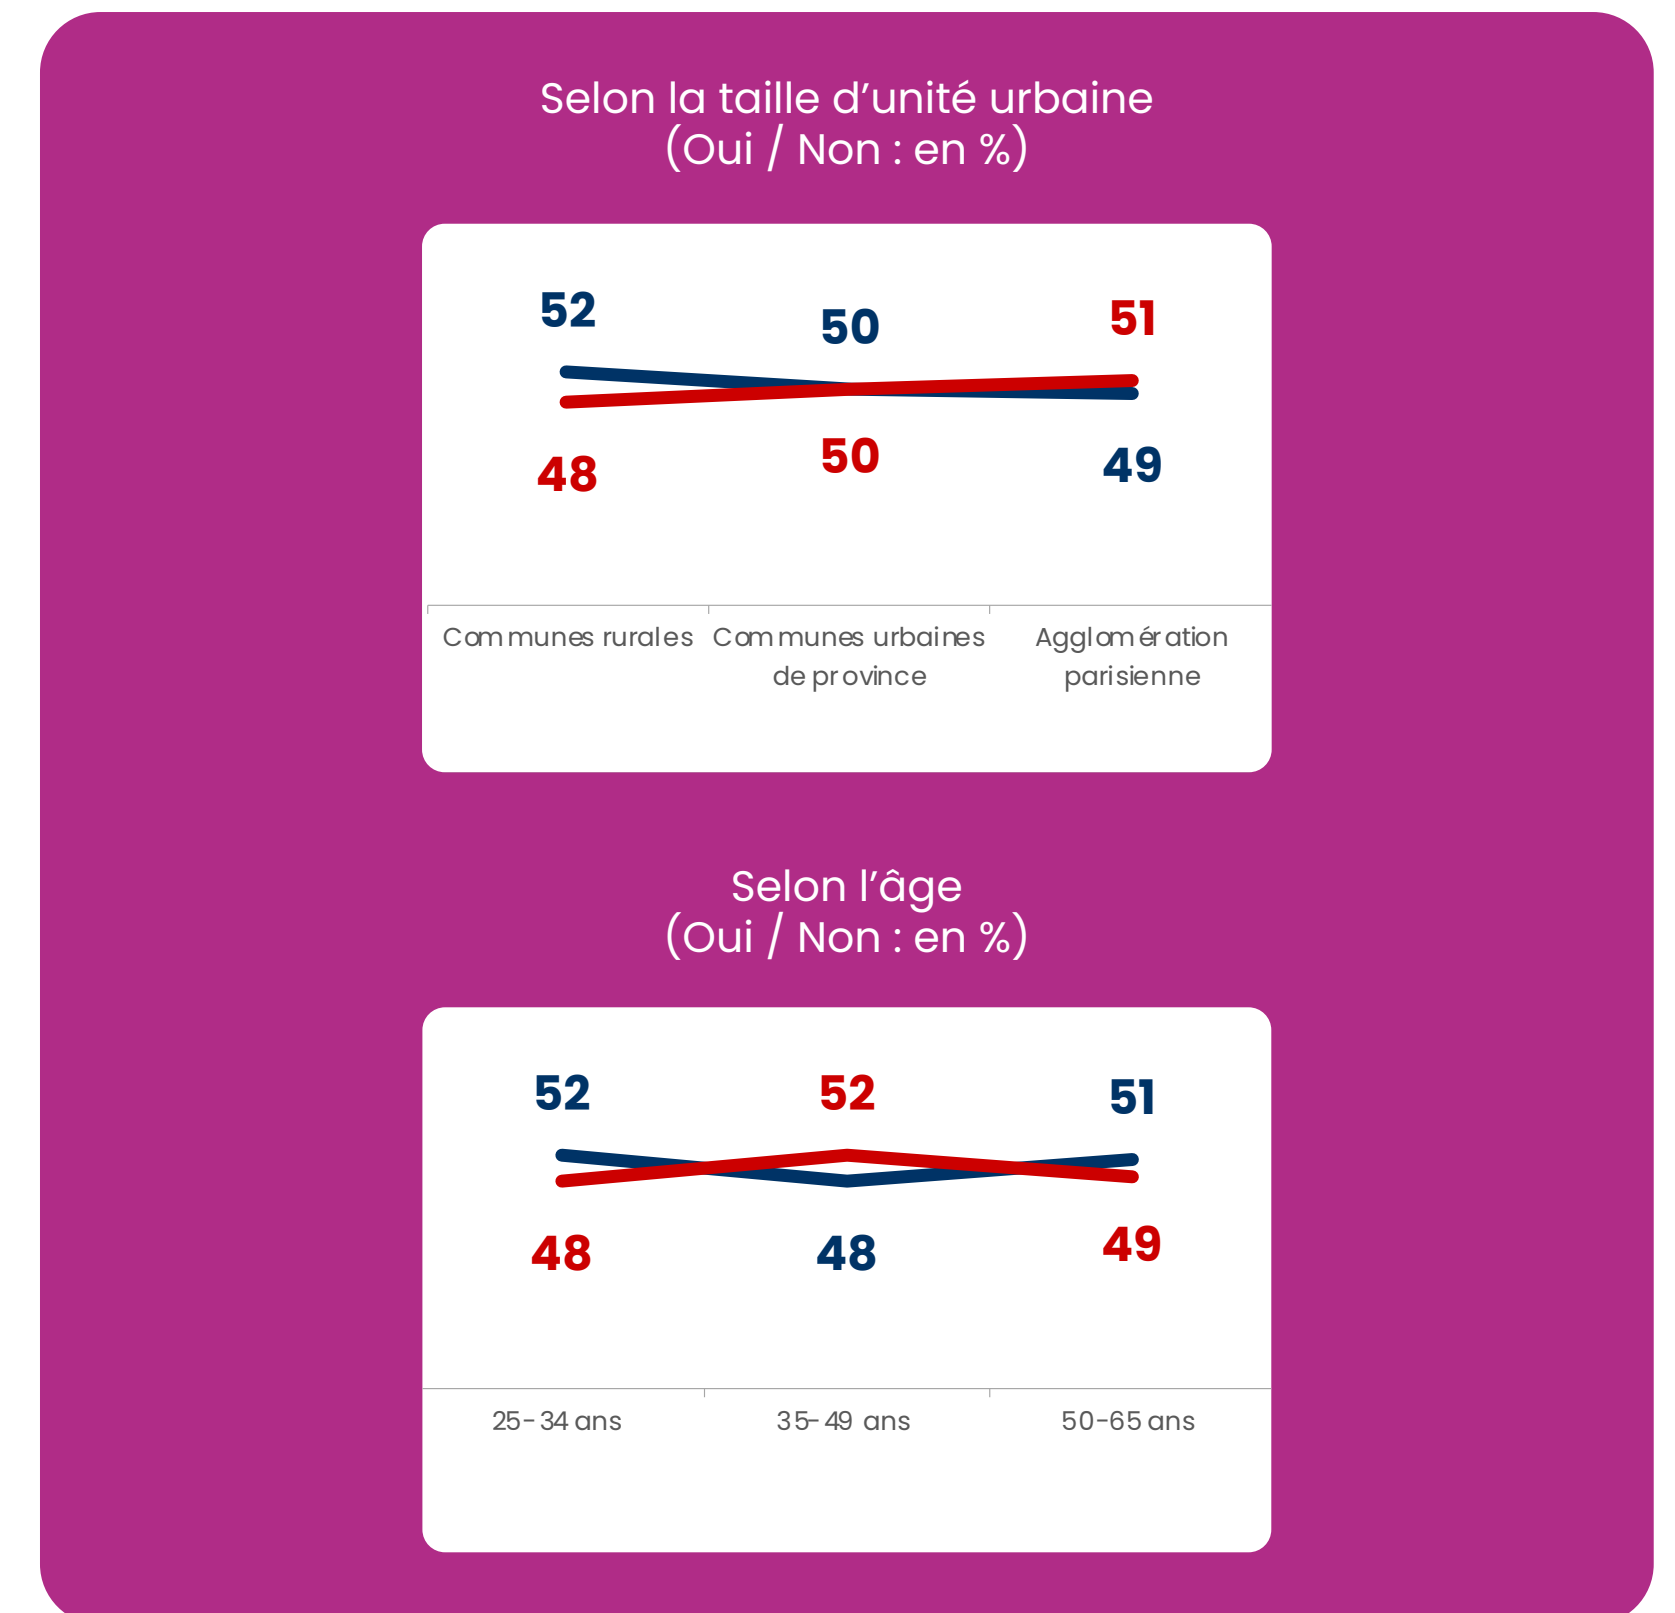 Selon la taille d’unité urbaine
(Oui / Non : en %)
52
50
51
48
50
49
Communes rurales
Communes urbaines
de province
Agglomération
parisienne
Selon l’âge
(Oui / Non : en %)
52
52
51
48
48
49
25-34 ans
35-49 ans
50-65 ans